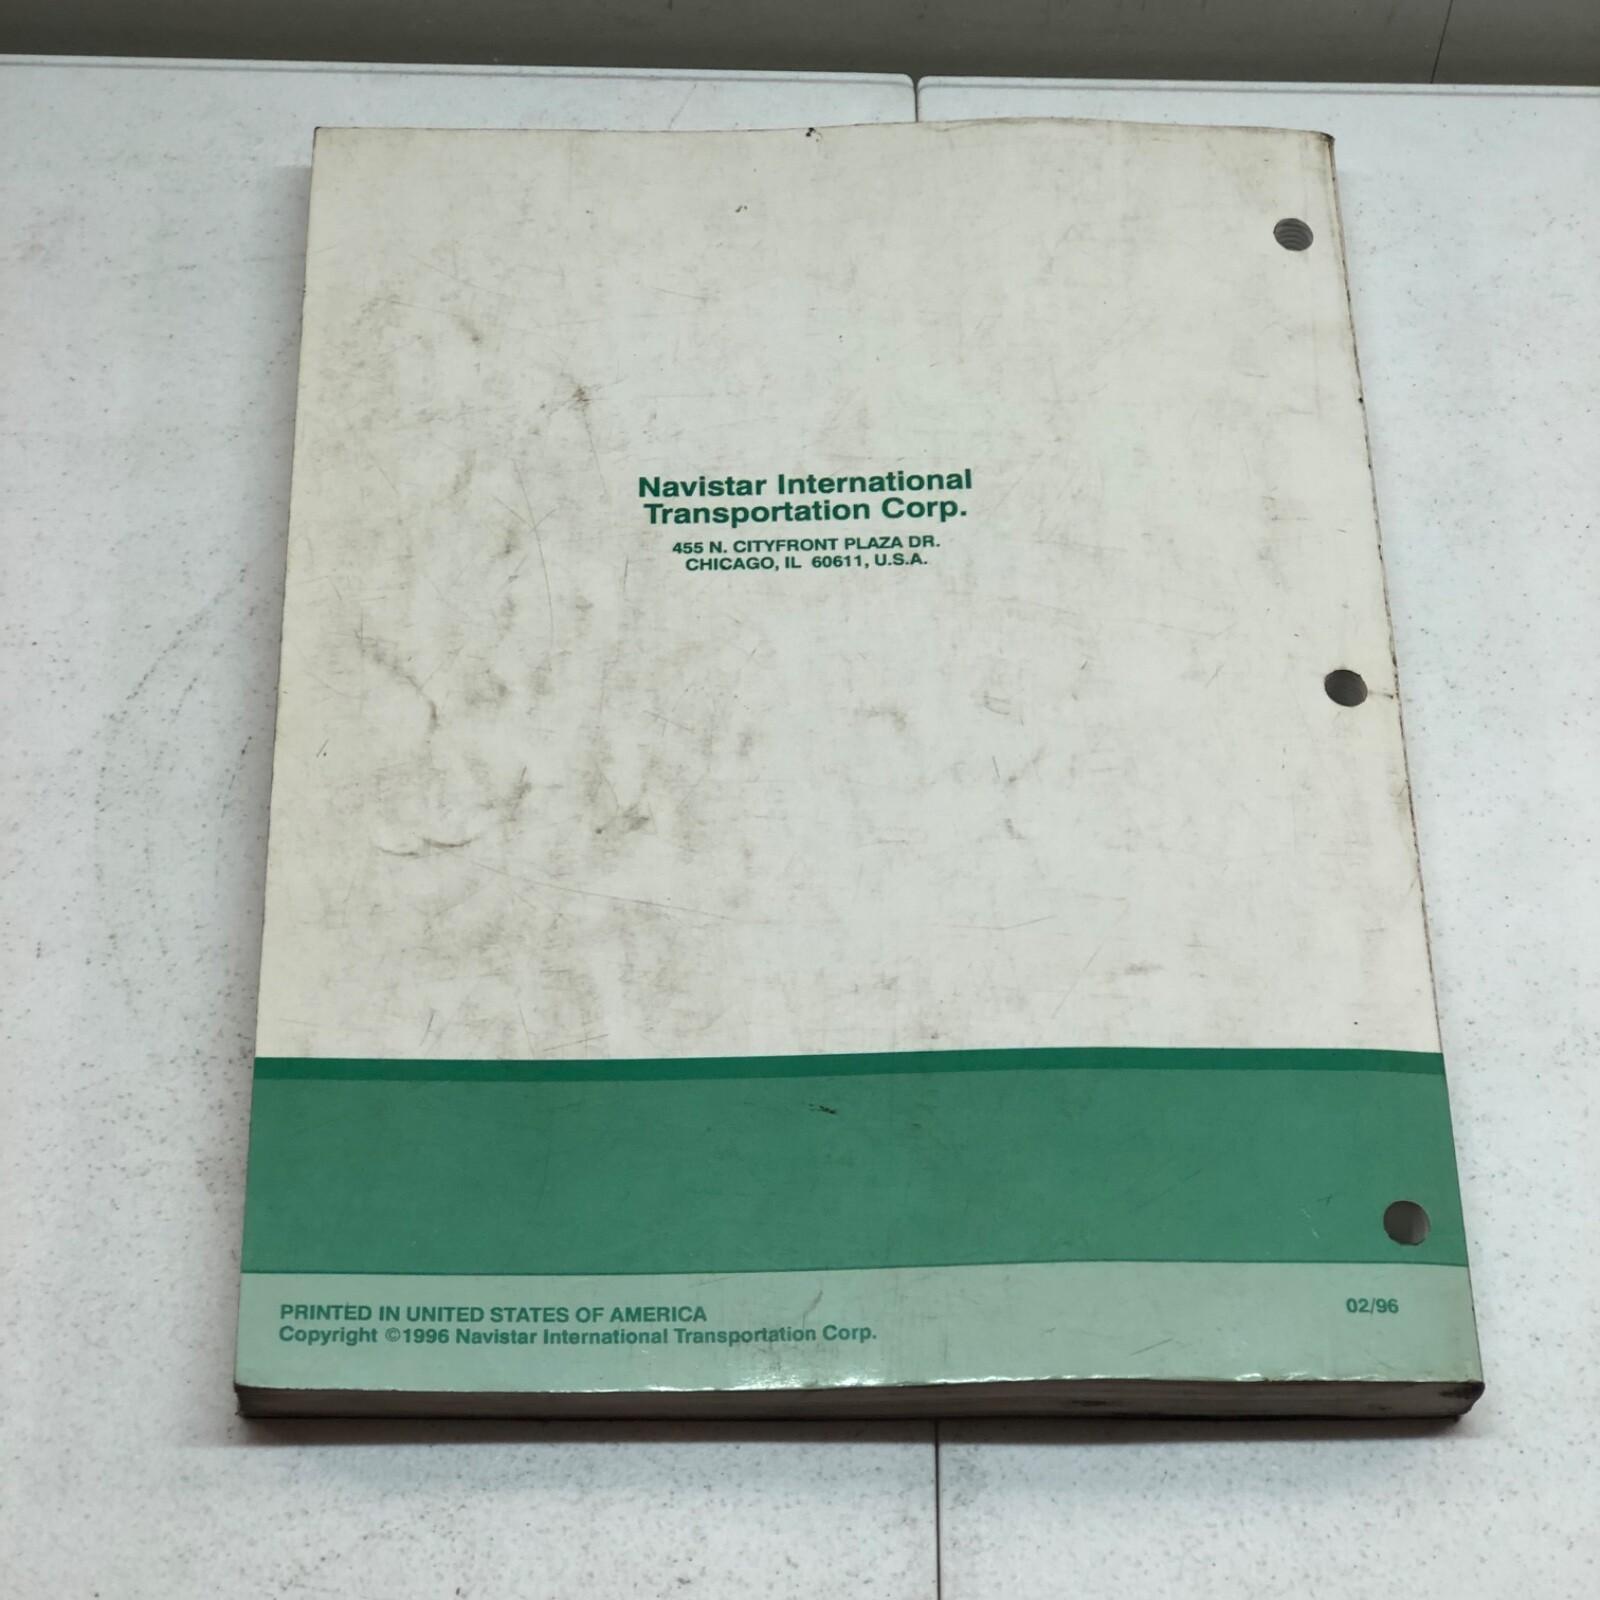 Navistar International
Transportation Corp.
455 N. CITYFRONT PLAZA DR.
CHICAGO, IL  60611, U.S.A.
PRINTED IN UNITED STATES OF AMERICA
Copyright ©1996 Navistar International Transportation Corp.
02/96